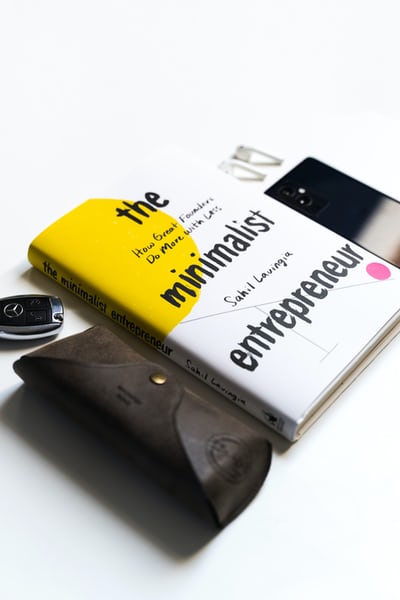 the
How Great Founders
Do More with Less
minimalist
Sahil Lavingia
entrepreneur
the minimalist entrepreneur
Sahil Lavingia